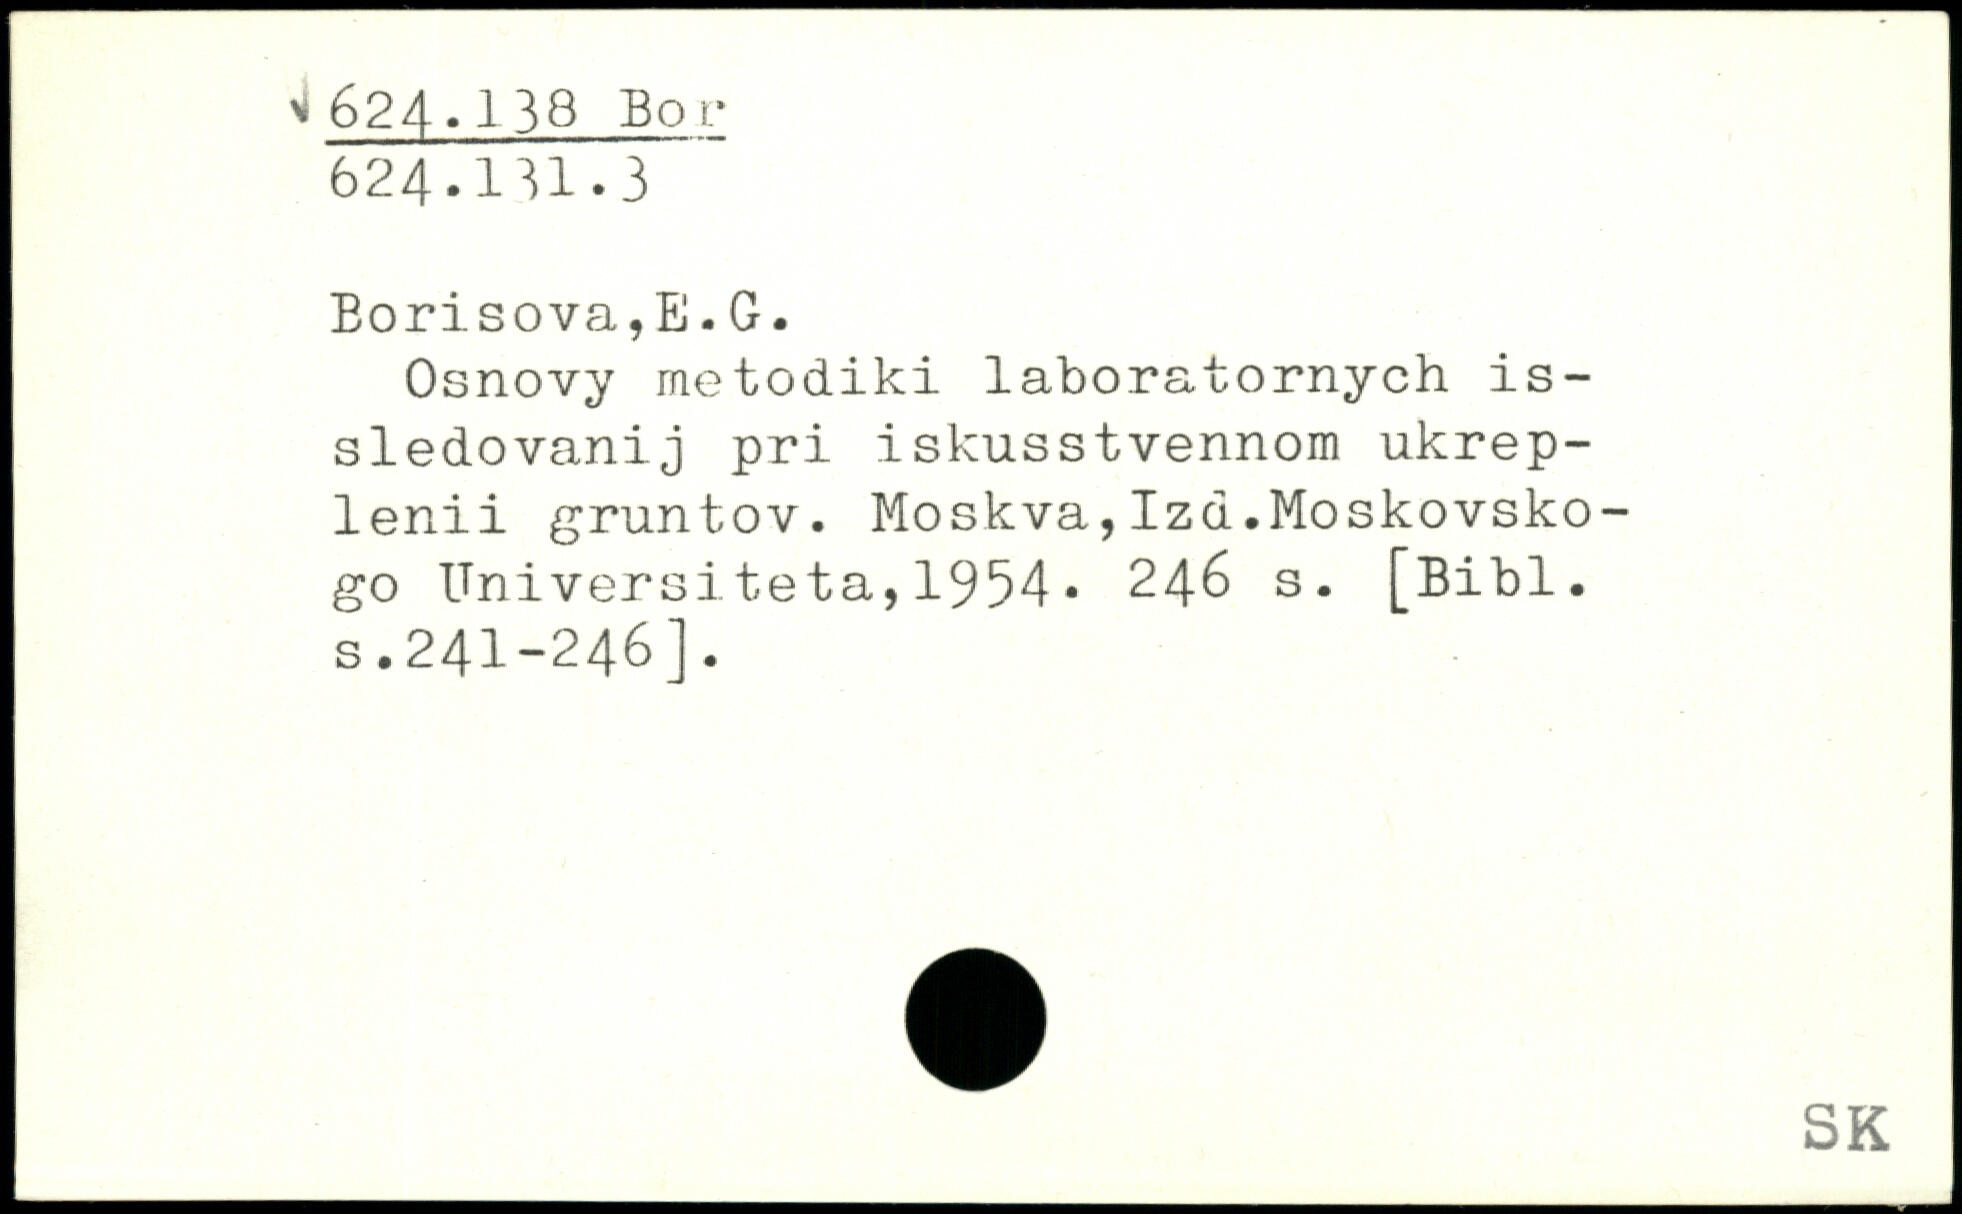 624.138 Bor
624.131.3
Borisova,E.G.
Osnovy metodiki laboratornych is-
sledovanij pri iskusstvennom ukrep-
lenii gruntov. Moskva,Izd.Moskovsko-
go Universiteta,1954. 246 s. [Bibl.
s.241-246].
SK